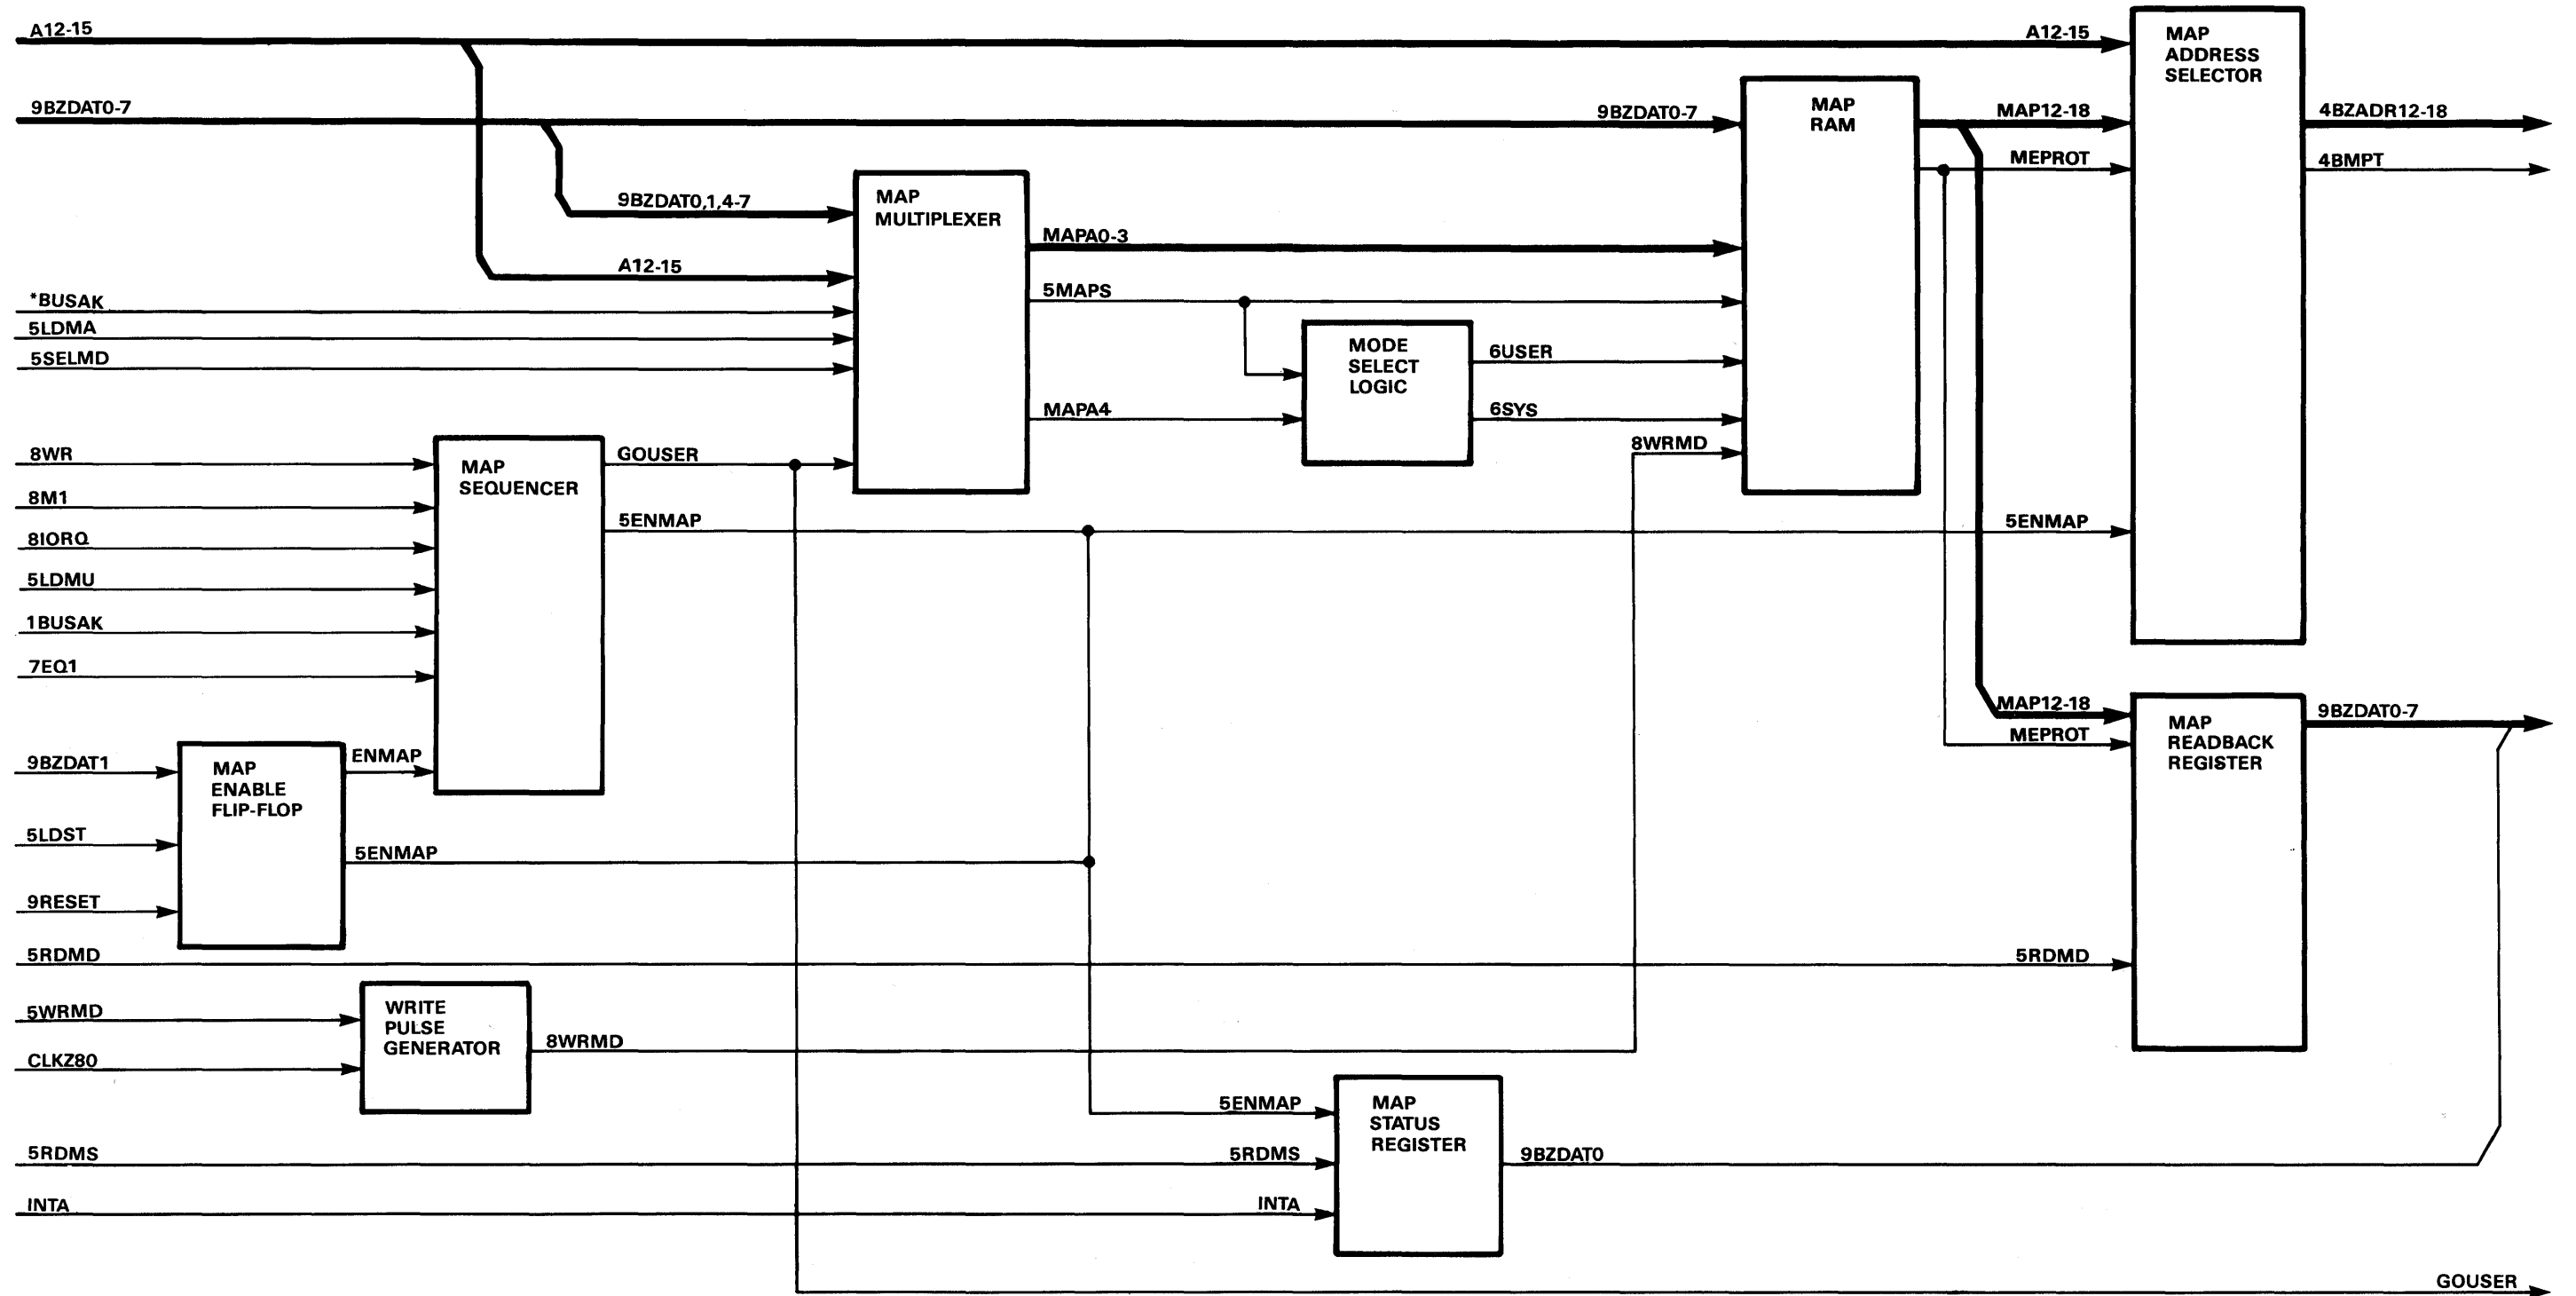 A12-15
A12-15
MAP
ADDRESS
SELECTOR
9BZDAT0-7
9BZDAT0-7
MAP
RAM
MAP12-18
4BZADR12-18
MEPROT
4BMPT
9BZDAT0,1,4-7
MAP
MULTIPLEXER
MAPA0-3
A12-15
*BUSAK
5MAPS
5LDMA
5SELMD
MODE
SELECT
LOGIC
6USER
MAPA4
6SYS
8WRMD
8WR
MAP
SEQUENCER
GOUSER
8M1
5ENMAP
5ENMAP
8IORQ
5LDMU
1BUSAK
7EQ1
MAP12-18
MEPROT
MAP
READBACK
REGISTER
9BZDAT0-7
9BZDAT1
MAP
ENABLE
FLIP-FLOP
ENMAP
5LDST
5ENMAP
9RESET
5RDMD
5RDMD
5WRMD
WRITE
PULSE
GENERATOR
CLKZ80
8WRMD
5ENMAP
MAP
STATUS
REGISTER
5RDMS
5RDMS
9BZDAT0
INTA
INTA
GOUSER